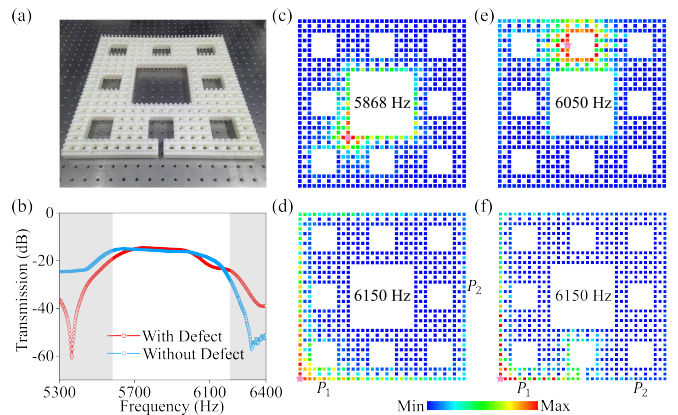 (a)
(b)
0
-20
-40
-60
Transmission (dB)
With Defect
Without Defect
5300
5700
6100
6400
Frequency (Hz)
(c)
5868 Hz
(d)
6150 Hz
P2
P1
(e)
6050 Hz
(f)
6150 Hz
P1
P2
Min
Max